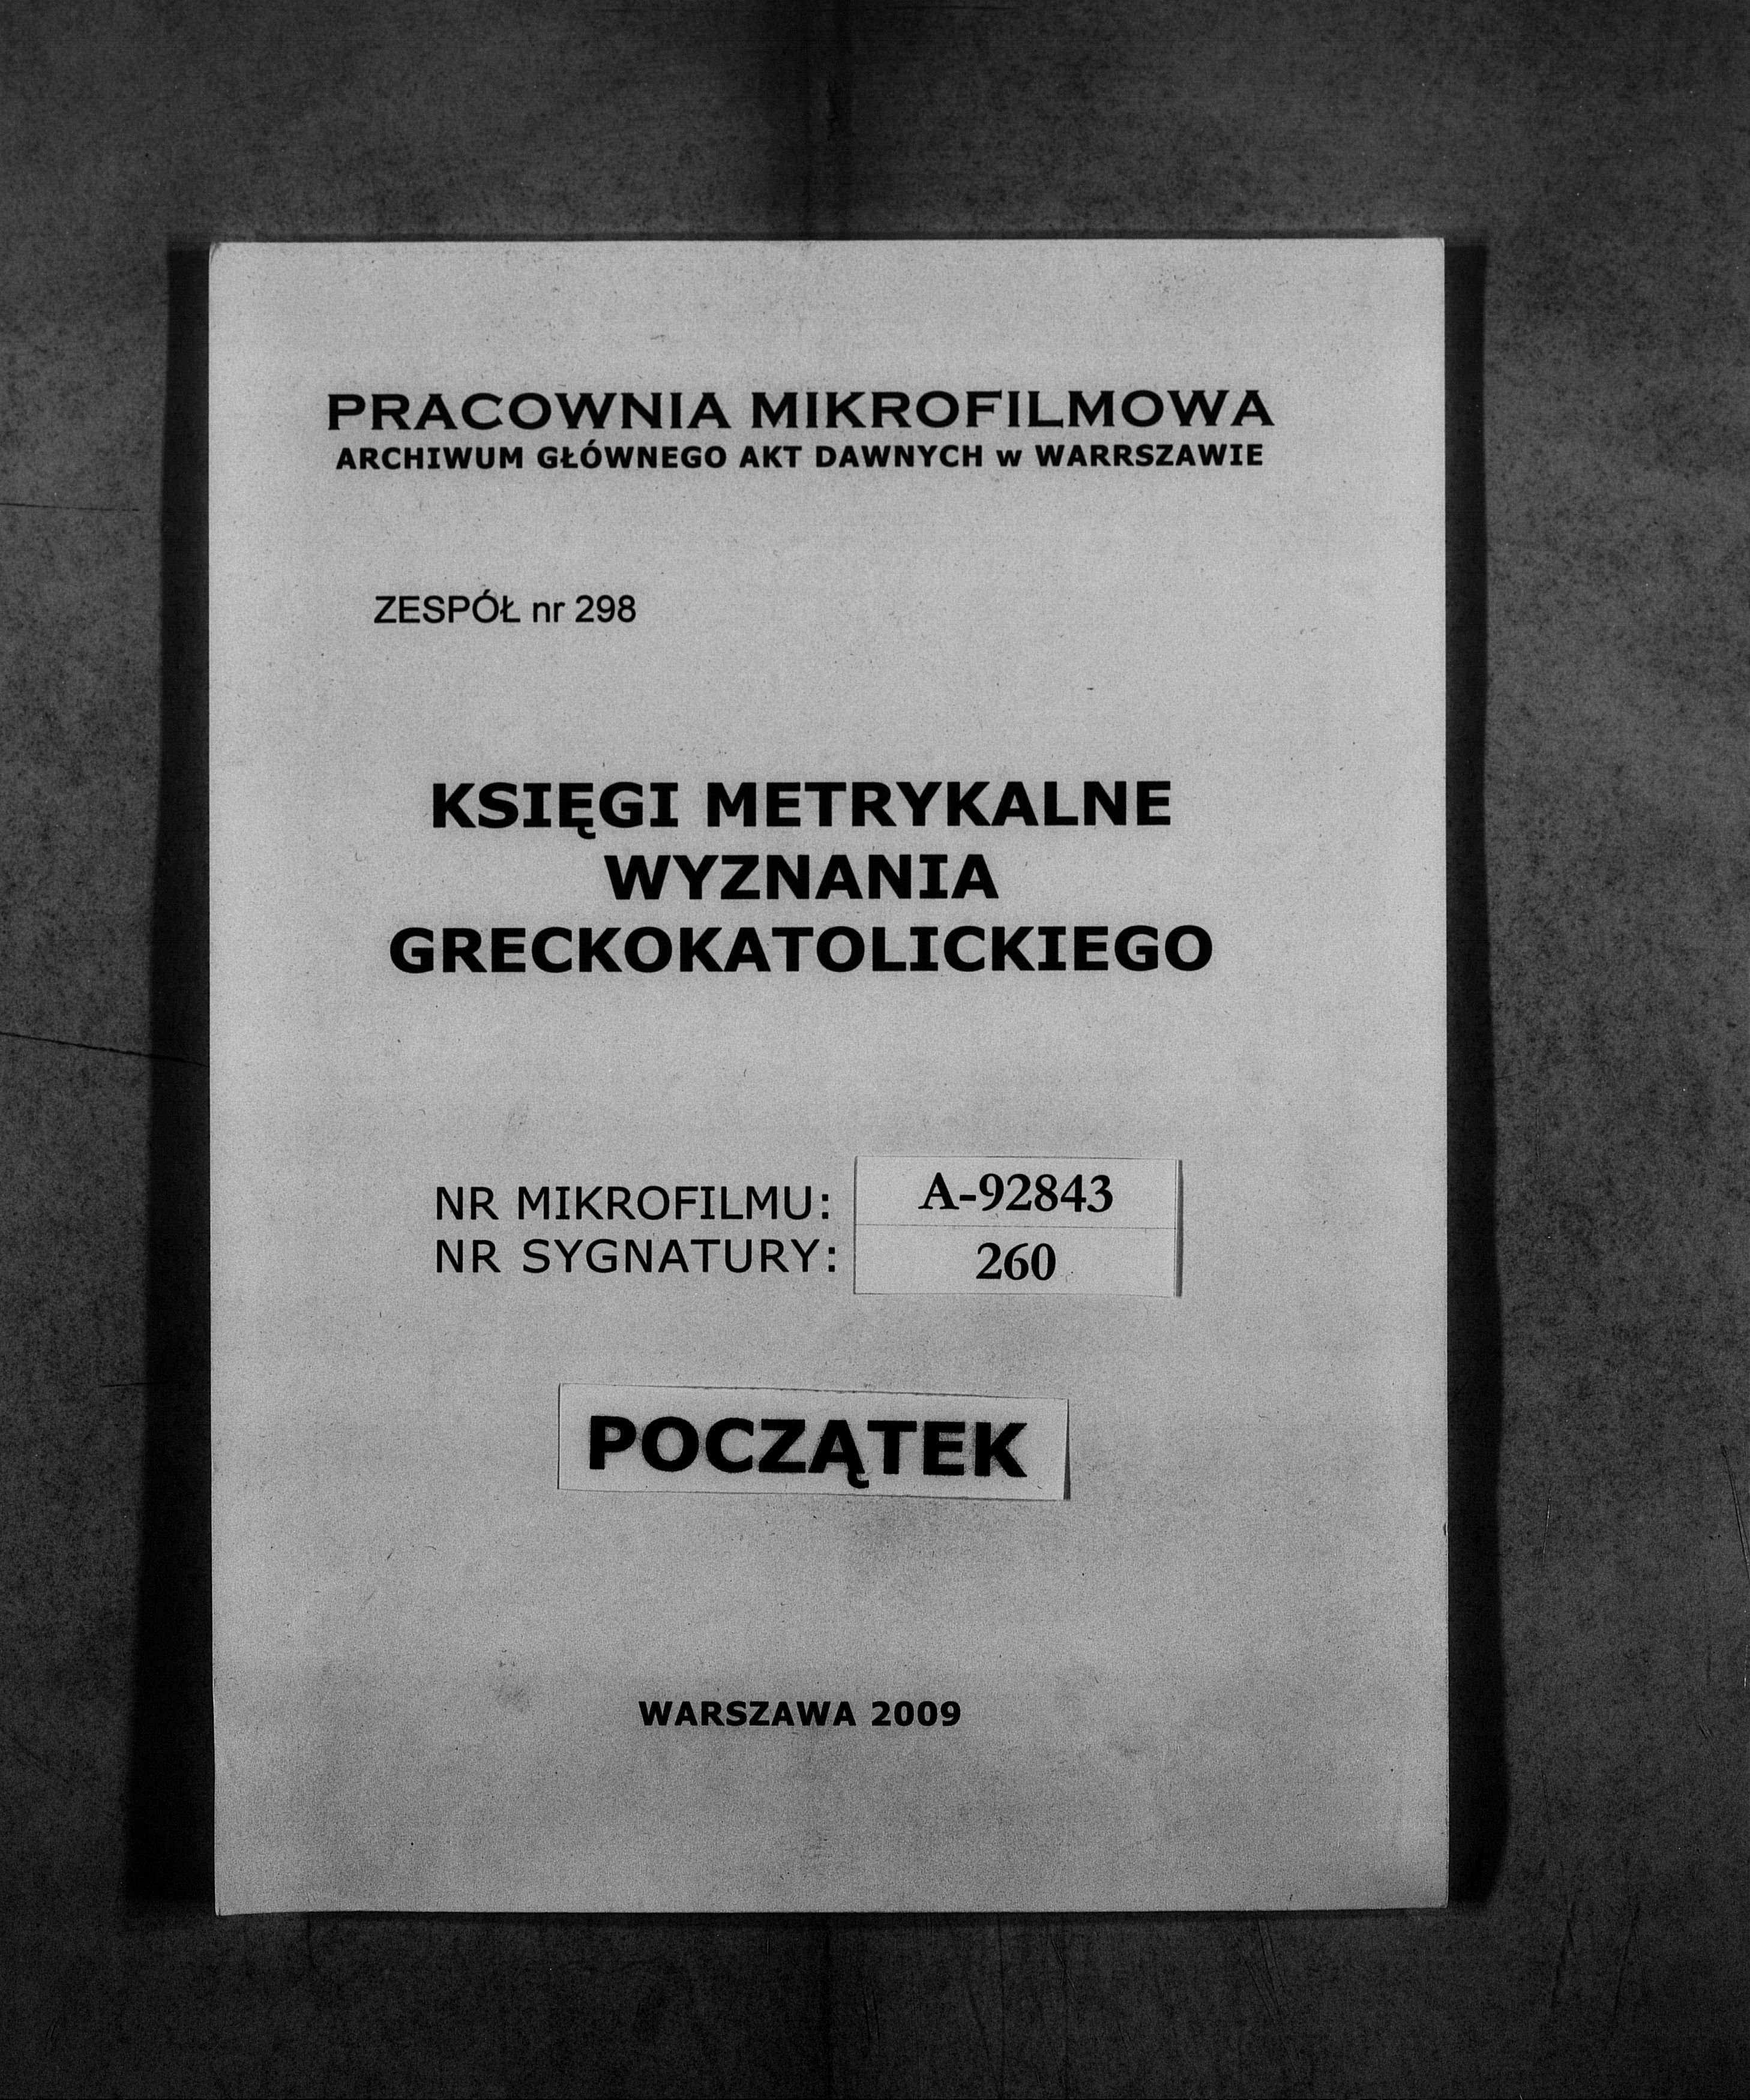 PRACOWNIA MIKROFILMOWA
ARCHIWUM GŁÓWNEGO AKT DAWNYCH w WARRSZAWIE
ZESPÓŁ nr 298
KSIĘGI METRYKALNE
WYZNANIA
GRECKOKATOLICKIEGO
NR MIKROFILMU: A-92843
NR SYGNATURY: 260
POCZĄTEK
WARSZAWA 2009